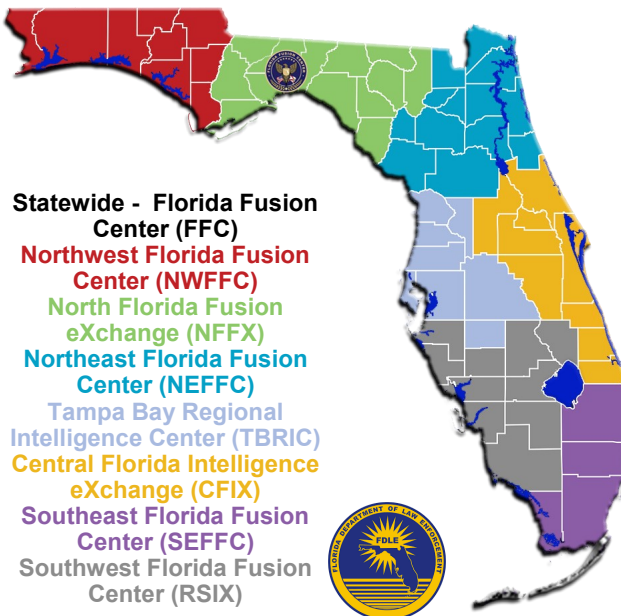 Statewide - Florida Fusion
Center (FFC)
Northwest Florida Fusion
Center (NWFFC)
North Florida Fusion
eXchange (NFFX)
Northeast Florida Fusion
Center (NEFFC)
Tampa Bay Regional
Intelligence Center (TBRIC)
Central Florida Intelligence
eXchange (CFIX)
Southeast Florida Fusion
Center (SEFFC)
Southwest Florida Fusion
Center (RSIX)
FLORIDA DEPARTMENT OF LAW ENFORCEMENT
FDLE